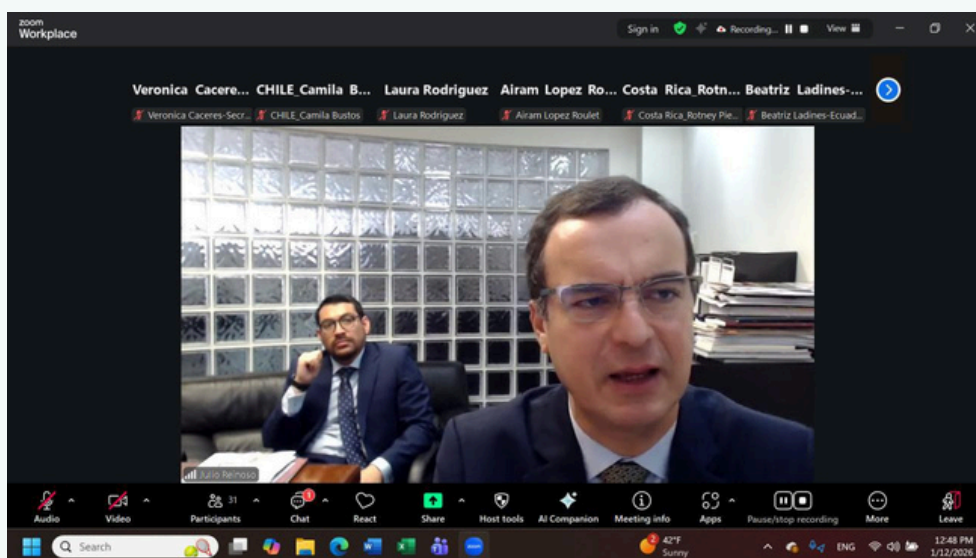 zoom
Workplace
Sign in
Recording...
View
Veronica Cacere... CHILE_Camila B... Laura Rodriguez Airam Lopez Ro... Costa Rica_Rotn... Beatriz Ladines-...
Veronica Caceres-Secr... CHILE_Camila Bustos Laura Rodriguez Airam Lopez Roulet Costa Rica_Rotney Pie... Beatriz Ladines-Ecuad...
Julio Reinoso
31 1
Audio Video Participants Chat React Share Host tools AI Companion Meeting info Apps Pause/stop recording More Leave
Search
2 42°F
Sunny
ENG
12:48 PM
1/12/2026